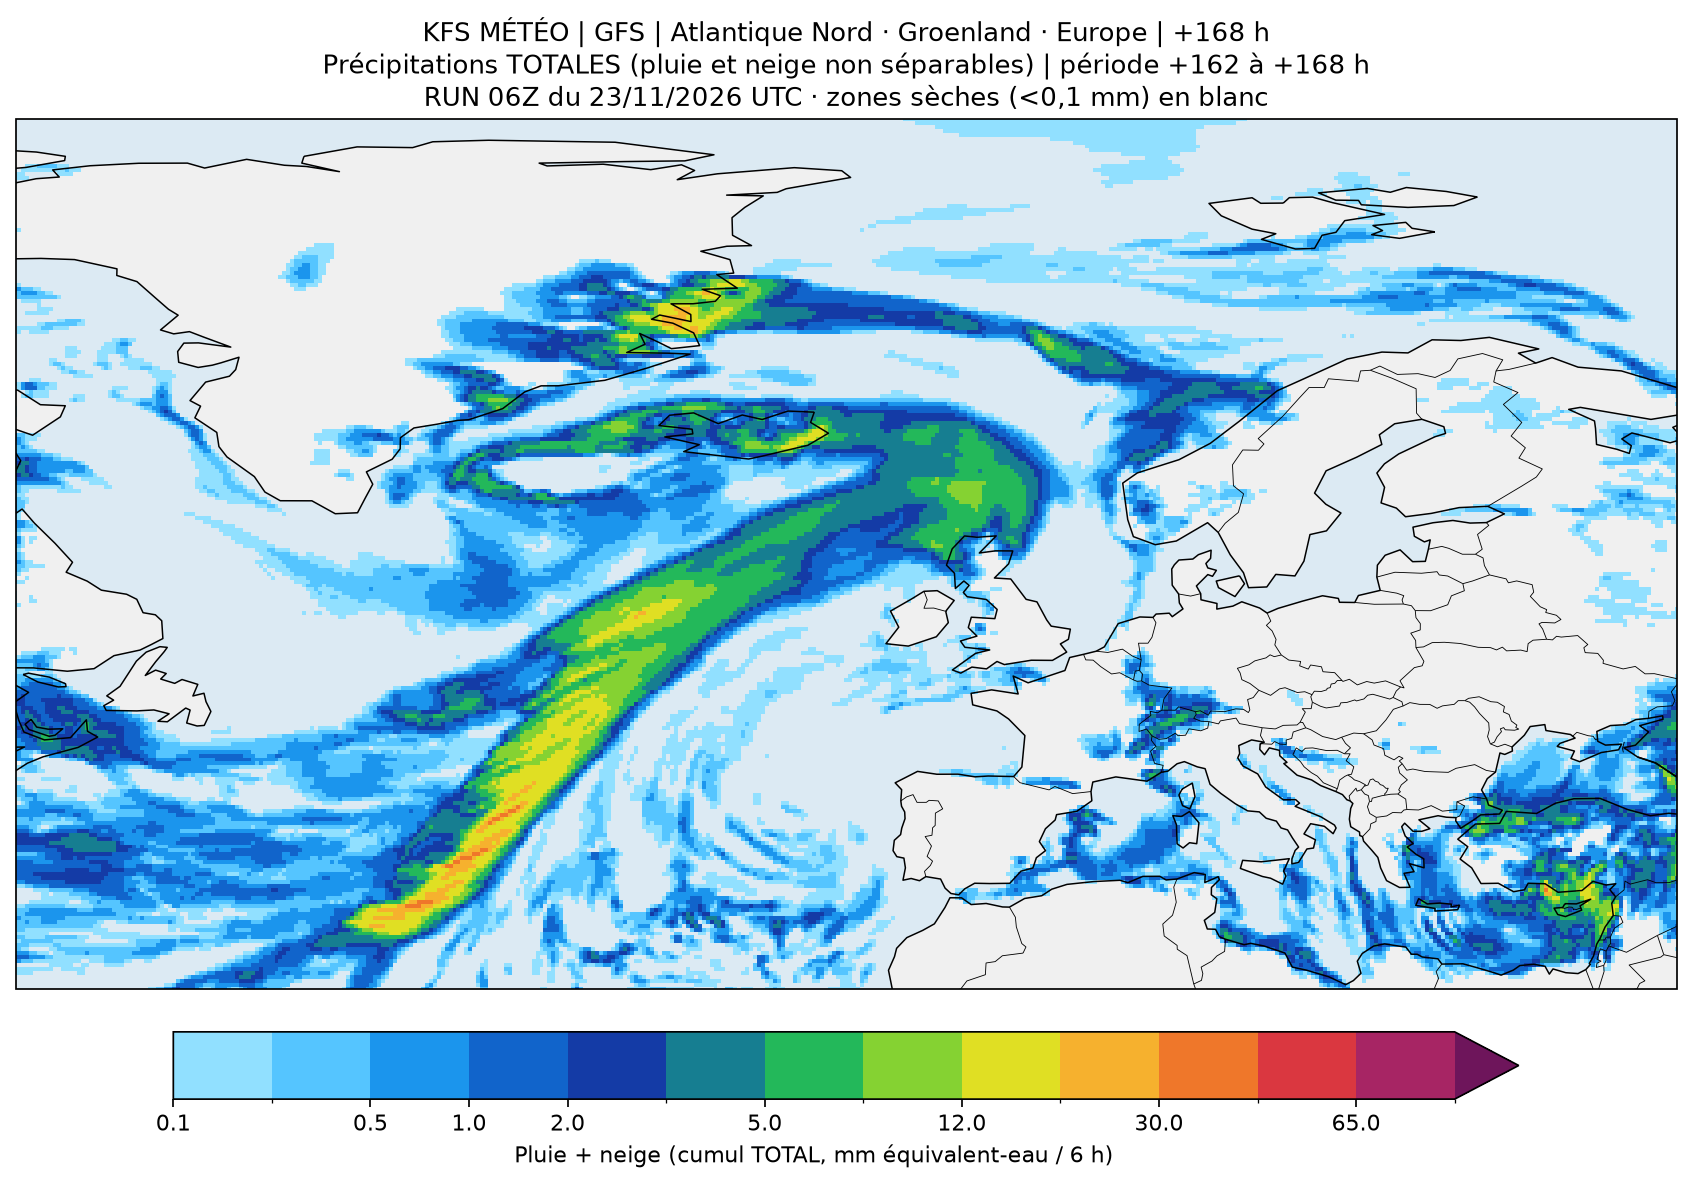 KFS MÉTÉO | GFS | Atlantique Nord · Groenland · Europe | +168 h
Précipitations TOTALES (pluie et neige non séparables) | période +162 à +168 h
RUN 06Z du 23/11/2026 UTC · zones sèches (<0,1 mm) en blanc
0.1 0.5 1.0 2.0 5.0 12.0 30.0 65.0
Pluie + neige (cumul TOTAL, mm équivalent-eau / 6 h)